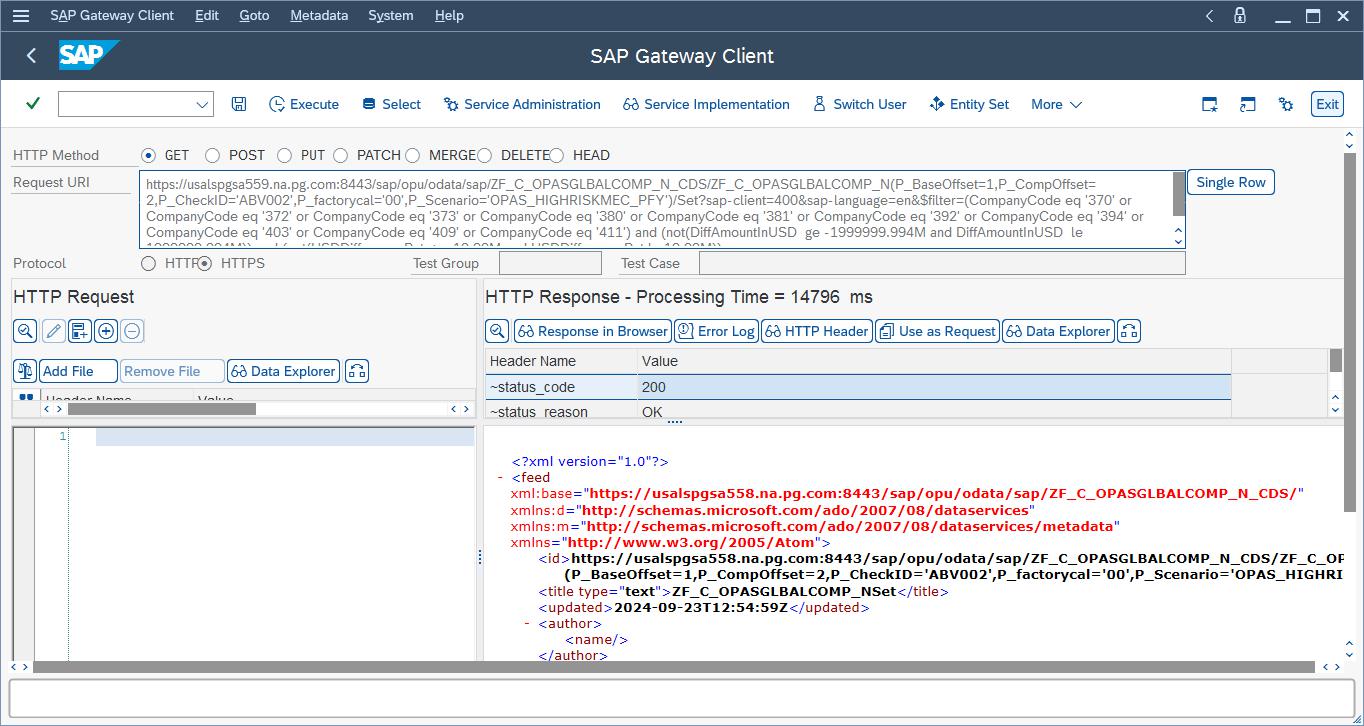 SAP Gateway Client Edit Goto Metadata System Help
SAP
SAP Gateway Client
Execute Select Service Administration Service Implementation Switch User Entity Set More Exit
HTTP Method GET POST PUT PATCH MERGE DELETE HEAD
Request URI
https://usalspgsa559.na.pg.com:8443/sap/opu/odata/sap/ZF_C_OPASGLBALCOMP_N_CDS/ZF_C_OPASGLBALCOMP_N(P_BaseOffset=1,P_CompOffset=
2,P_CheckID='ABV002',P_factorycal='00',P_Scenario='OPAS_HIGHRISKMEC_PFY')/Set?sap-client=400&sap-language=en&$filter=(CompanyCode eq '370' or
CompanyCode eq '372' or CompanyCode eq '373' or CompanyCode eq '380' or CompanyCode eq '381' or CompanyCode eq '392' or CompanyCode eq '394' or
CompanyCode eq '403' or CompanyCode eq '409' or CompanyCode eq '411') and (not(DiffAmountInUSD  ge -1999999.994M and DiffAmountInUSD  le
Single Row
Protocol HTTP HTTPS Test Group Test Case
HTTP Request
Add File Remove File Data Explorer
Header Name Value
1
HTTP Response - Processing Time = 14796  ms
Response in Browser Error Log HTTP Header Use as Request Data Explorer
Header Name Value
~status_code 200
~status_reason OK
<?xml version="1.0"?>
- <feed
xml:base="https://usalspgsa558.na.pg.com:8443/sap/opu/odata/sap/ZF_C_OPASGLBALCOMP_N_CDS/"
xmlns:d="http://schemas.microsoft.com/ado/2007/08/dataservices"
xmlns:m="http://schemas.microsoft.com/ado/2007/08/dataservices/metadata"
xmlns="http://www.w3.org/2005/Atom">
<id>https://usalspgsa558.na.pg.com:8443/sap/opu/odata/sap/ZF_C_OPASGLBALCOMP_N_CDS/ZF_C_OP
(P_BaseOffset=1,P_CompOffset=2,P_CheckID='ABV002',P_factorycal='00',P_Scenario='OPAS_HIGHRI
<title type="text">ZF_C_OPASGLBALCOMP_NSet</title>
<updated>2024-09-23T12:54:59Z</updated>
- <author>
<name/>
</author>